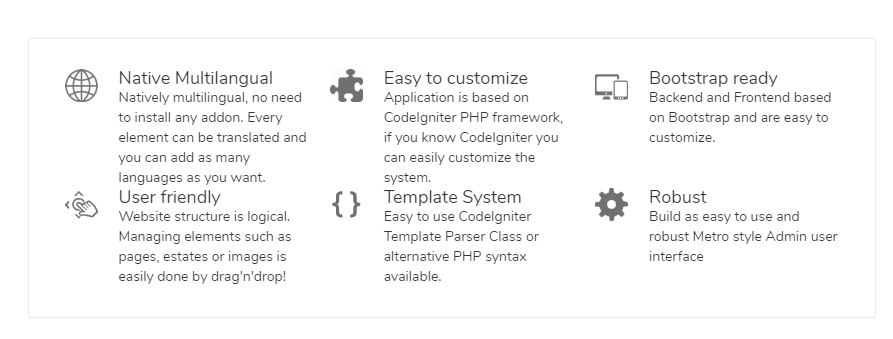 Native Multilangual
Natively multilingual, no need
to install any addon. Every
element can be translated and
you can add as many
languages as you want.
Easy to customize
Application is based on
CodeIgniter PHP framework,
if you know CodeIgniter you
can easily customize the
system.
Bootstrap ready
Backend and Frontend based
on Bootstrap and are easy to
customize.
User friendly
Website structure is logical.
Managing elements such as
pages, estates or images is
easily done by drag'n'drop!
Template System
Easy to use CodeIgniter
Template Parser Class or
alternative PHP syntax
available.
Robust
Build as easy to use and
robust Metro style Admin user
interface